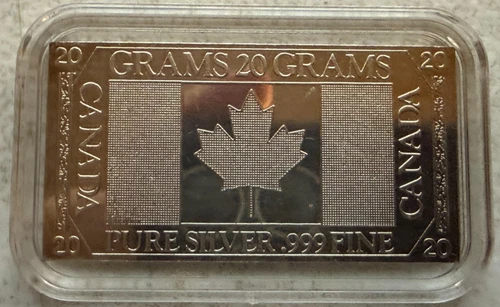 20 GRAMS 20 GRAMS 20
CANADA
CANADA
20 PURE SILVER .999 FINE 20